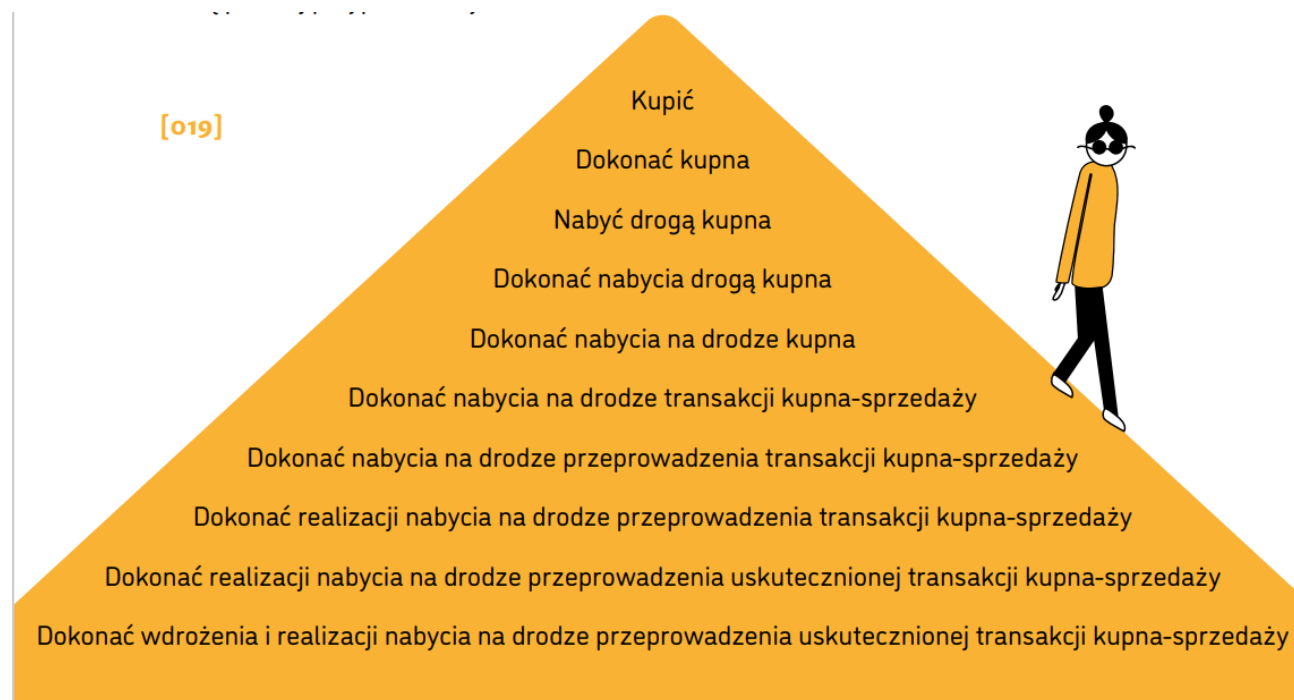 [019]
Kupić
Dokonać kupna
Nabyć drogą kupna
Dokonać nabycia drogą kupna
Dokonać nabycia na drodze kupna
Dokonać nabycia na drodze transakcji kupna-sprzedaży
Dokonać nabycia na drodze przeprowadzenia transakcji kupna-sprzedaży
Dokonać realizacji nabycia na drodze przeprowadzenia transakcji kupna-sprzedaży
Dokonać realizacji nabycia na drodze przeprowadzenia uskutecznionej transakcji kupna-sprzedaży
Dokonać wdrożenia i realizacji nabycia na drodze przeprowadzenia uskutecznionej transakcji kupna-sprzedaży